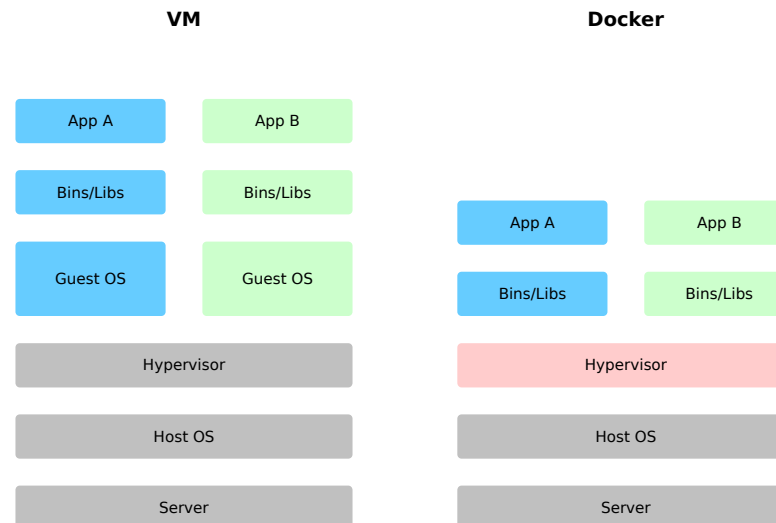 VM
App A
App B
Bins/Libs
Bins/Libs
Guest OS
Guest OS
Hypervisor
Host OS
Server
Docker
App A
App B
Bins/Libs
Bins/Libs
Hypervisor
Host OS
Server